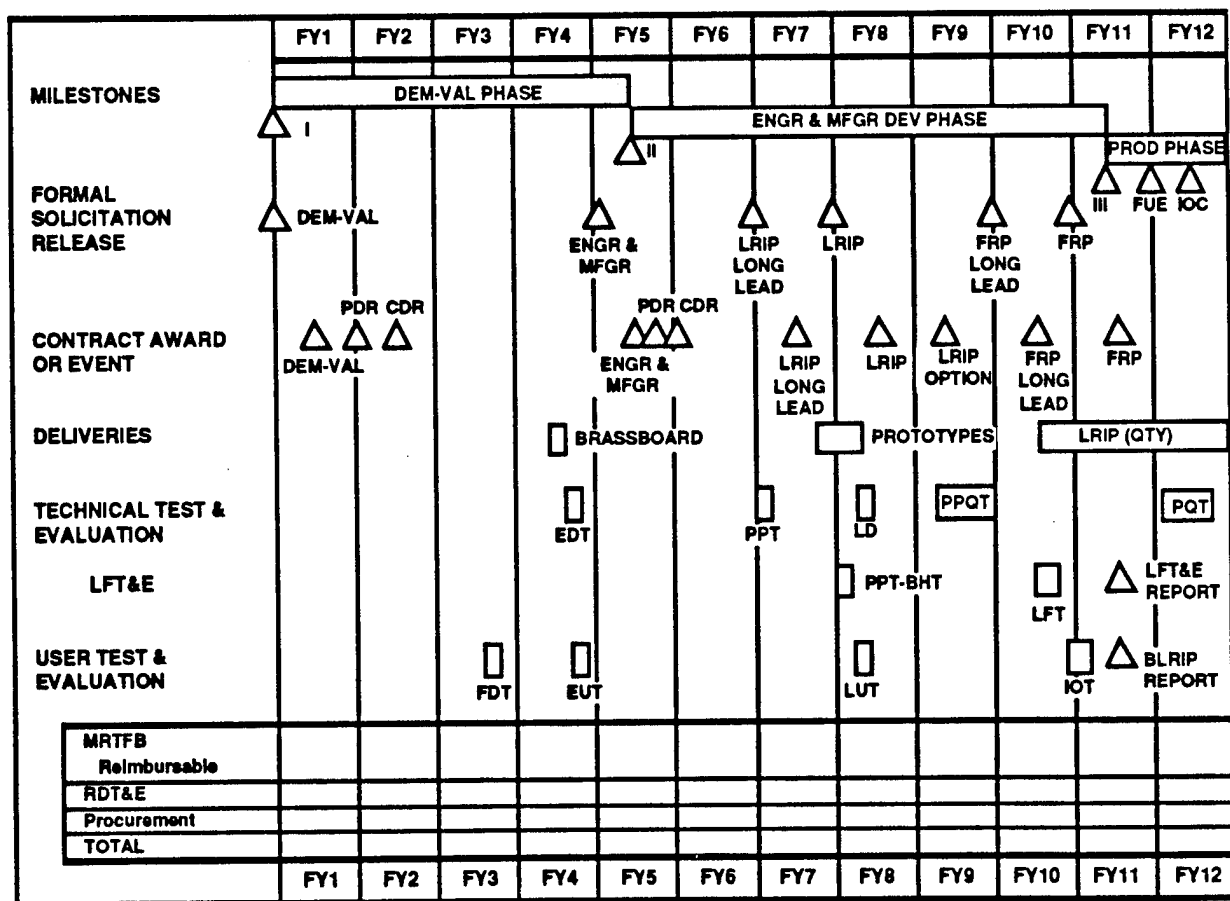 FY1 FY2 FY3 FY4 FY5 FY6 FY7 FY8 FY9 FY10 FY11 FY12
MILESTONES
DEM-VAL PHASE
ENGR & MFGR DEV PHASE
PROD PHASE
I
II
III FUE IOC
FORMAL
SOLICITATION
RELEASE
DEM-VAL
ENGR &
MFGR
LRIP
LONG
LEAD
LRIP
FRP
LONG
LEAD
FRP
CONTRACT AWARD
OR EVENT
PDR CDR
DEM-VAL
PDR CDR
ENGR &
MFGR
LRIP
LONG
LEAD
LRIP
LRIP
OPTION
FRP
LONG
LEAD
FRP
DELIVERIES
BRASSBOARD
PROTOTYPES
LRIP (QTY)
TECHNICAL TEST &
EVALUATION
EDT
PPT
LD
PPQT
PQT
LFT&E
PPT-BHT
LFT
LFT&E
REPORT
USER TEST &
EVALUATION
FDT
EUT
LUT
IOT
BLRIP
REPORT
MRTFB
Reimbursable
RDT&E
Procurement
TOTAL
FY1 FY2 FY3 FY4 FY5 FY6 FY7 FY8 FY9 FY10 FY11 FY12